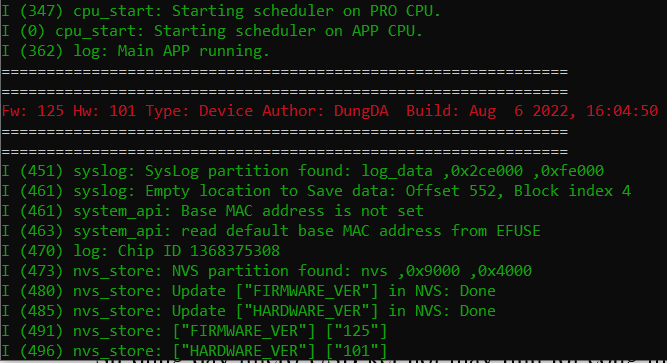 I (347) cpu_start: Starting scheduler on PRO CPU.
I (0) cpu_start: Starting scheduler on APP CPU.
I (362) log: Main APP running.
===============================================================
===============================================================
Fw: 125 Hw: 101 Type: Device Author: DungDA  Build: Aug  6 2022, 16:04:50
===============================================================
===============================================================
I (451) syslog: SysLog partition found: log_data ,0x2ce000 ,0xfe000
I (461) syslog: Empty location to Save data: Offset 552, Block index 4
I (461) system_api: Base MAC address is not set
I (463) system_api: read default base MAC address from EFUSE
I (470) log: Chip ID 1368375308
I (473) nvs_store: NVS partition found: nvs ,0x9000 ,0x4000
I (480) nvs_store: Update ["FIRMWARE_VER"] in NVS: Done
I (485) nvs_store: Update ["HARDWARE_VER"] in NVS: Done
I (491) nvs_store: ["FIRMWARE_VER"] ["125"]
I (496) nvs_store: ["HARDWARE_VER"] ["101"]